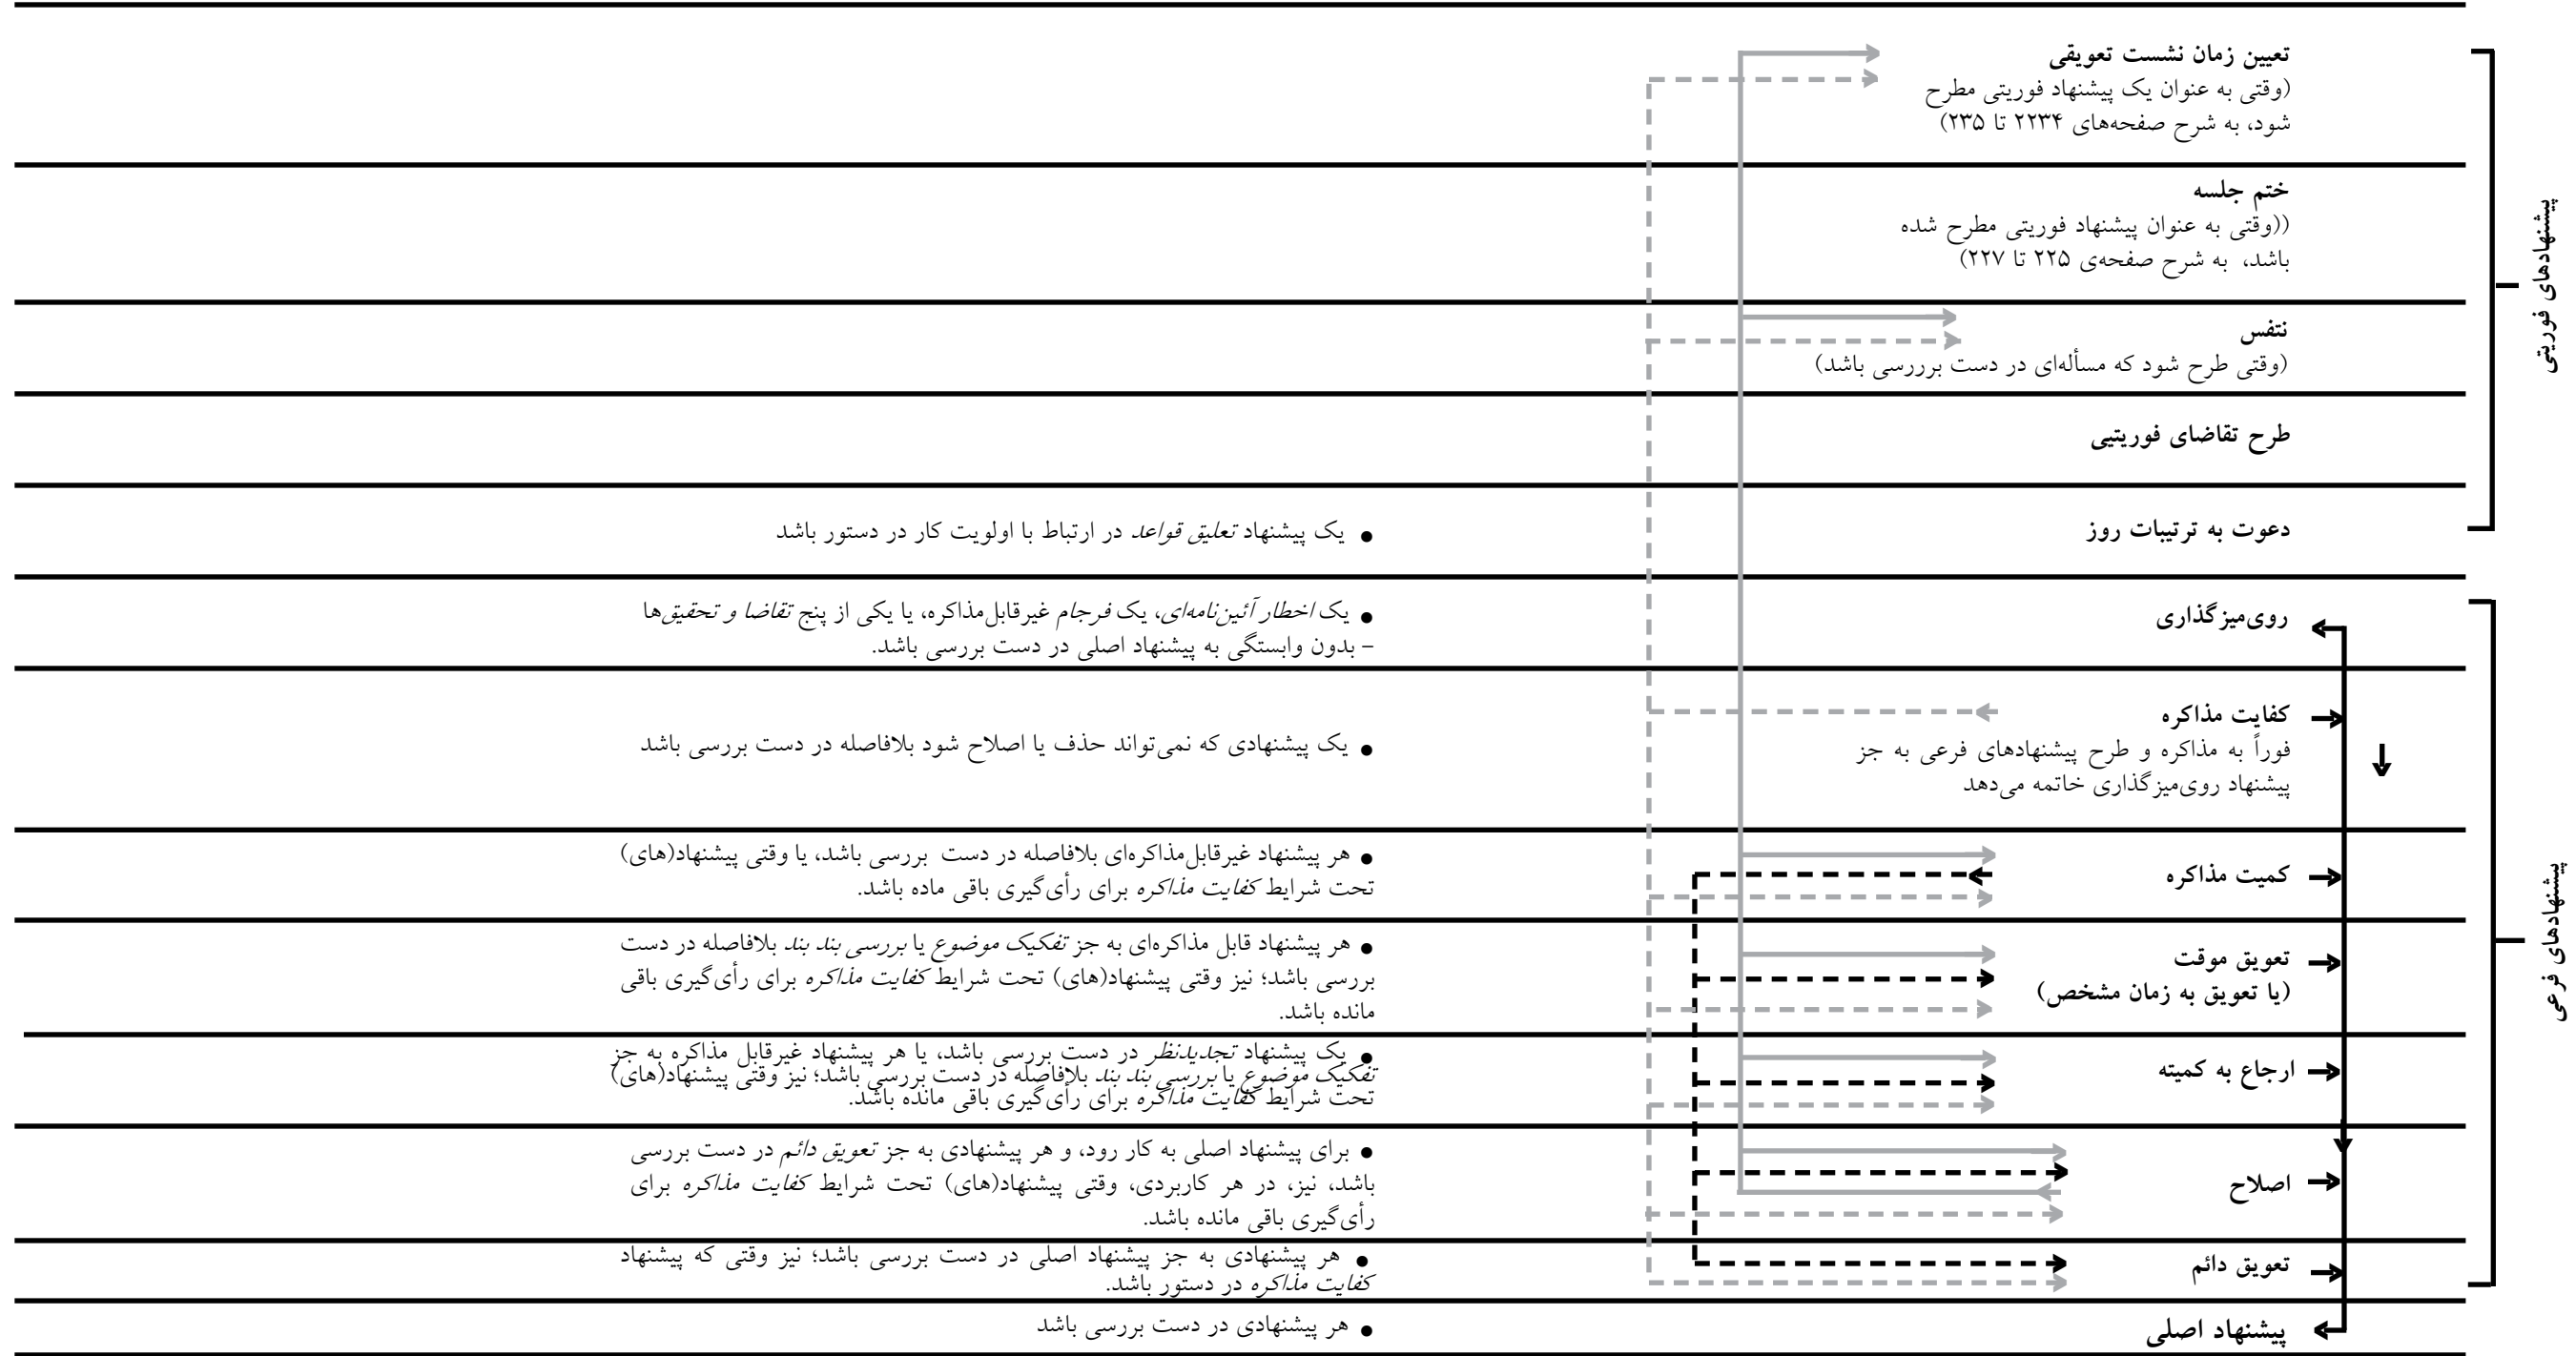 پیشنهادهای فوریتی
تعیین زمان نشست تعویقی
(وقتی به عنوان یک پیشنهاد فوریتی مطرح
شود، به شرح صفحه‌های ۲۲۳۴ تا ۲۳۵)
ختم جلسه
((وقتی به عنوان پیشنهاد فوریتی مطرح شده
باشد، به شرح صفحه‌ی ۲۲۵ تا ۲۲۷)
نتفس
(وقتی طرح شود که مسأله‌ای در دست برررسی باشد)
طرح تقاضای فوریتیی
دعوت به ترتیبات روز
● یک پیشنهاد تعلیق قواعد در ارتباط با اولویت کار در دستور باشد
پیشنهادهای فرعی
روی‌میزگذاری
● یک اخطار آئین‌نامه‌ای، یک فرجام غیرقابل‌مذاکره، یا یکی از پنج تقاضا و تحقیق‌ها
– بدون وابستگی به پیشنهاد اصلی در دست بررسی باشد.
کفایت مذاکره
فوراً به مذاکره و طرح پیشنهادهای فرعی به جز
پیشنهاد روی‌میزگذاری خاتمه می‌دهد
● یک پیشنهادی که نمی‌تواند حذف یا اصلاح شود بلافاصله در دست بررسی باشد
کمیت مذاکره
● هر پیشنهاد غیرقابل‌مذاکره‌ای بلافاصله در دست بررسی باشد، یا وقتی پیشنهاد(های)
تحت شرایط کفایت مذاکره برای رأی‌گیری باقی ماده باشد.
تعویق موقت
(یا تعویق به زمان مشخص)
● هر پیشنهاد قابل مذاکره‌ای به جز تفکیک موضوع یا بررسی بند بند بلافاصله در دست
بررسی باشد؛ نیز وقتی پیشنهاد(های) تحت شرایط کفایت مذاکره برای رأی‌گیری باقی
مانده باشد.
ارجاع به کمیته
● یک پیشنهاد تجدیدنظر در دست بررسی باشد، یا هر پیشنهاد غیرقابل مذاکره به جز
تفکیک موضوع یا بررسی بند بند بلافاصله در دست بررسی باشد؛ نیز وقتی پیشنهاد(های)
تحت شرایط کفایت مذاکره برای رأی‌گیری باقی مانده باشد.
اصلاح
● برای پیشنهاد اصلی به کار رود، و هر پیشنهادی به جز تعویق دائم در دست بررسی
باشد، نیز، در هر کاربردی، وقتی پیشنهاد(های) تحت شرایط کفایت مذاکره برای
رأی‌گیری باقی مانده باشد.
تعویق دائم
● هر پیشنهادی به جز پیشنهاد اصلی در دست بررسی باشد؛ نیز وقتی که پیشنهاد
کفایت مذاکره در دستور باشد.
پیشنهاد اصلی
● هر پیشنهادی در دست بررسی باشد